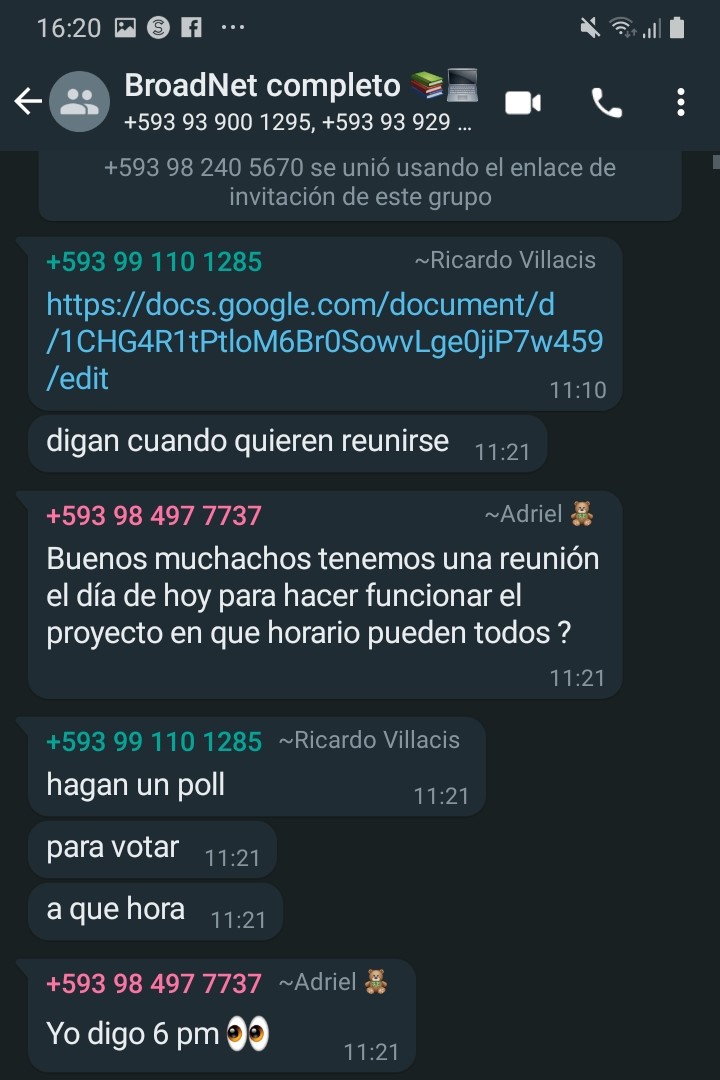 16:20
BroadNet completo 📚💻
+593 93 900 1295, +593 93 929 ...
+593 98 240 5670 se unió usando el enlace de
invitación de este grupo
+593 99 110 1285 ~Ricardo Villacis
https://docs.google.com/document/d
/1CHG4R1tPtloM6Br0SowvLge0jiP7w459
/edit
11:10
digan cuando quieren reunirse 11:21
+593 98 497 7737 ~Adriel 🧸
Buenos muchachos tenemos una reunión
el día de hoy para hacer funcionar el
proyecto en que horario pueden todos ?
11:21
+593 99 110 1285 ~Ricardo Villacis
hagan un poll 11:21
para votar 11:21
a que hora 11:21
+593 98 497 7737 ~Adriel 🧸
Yo digo 6 pm 👀 11:21